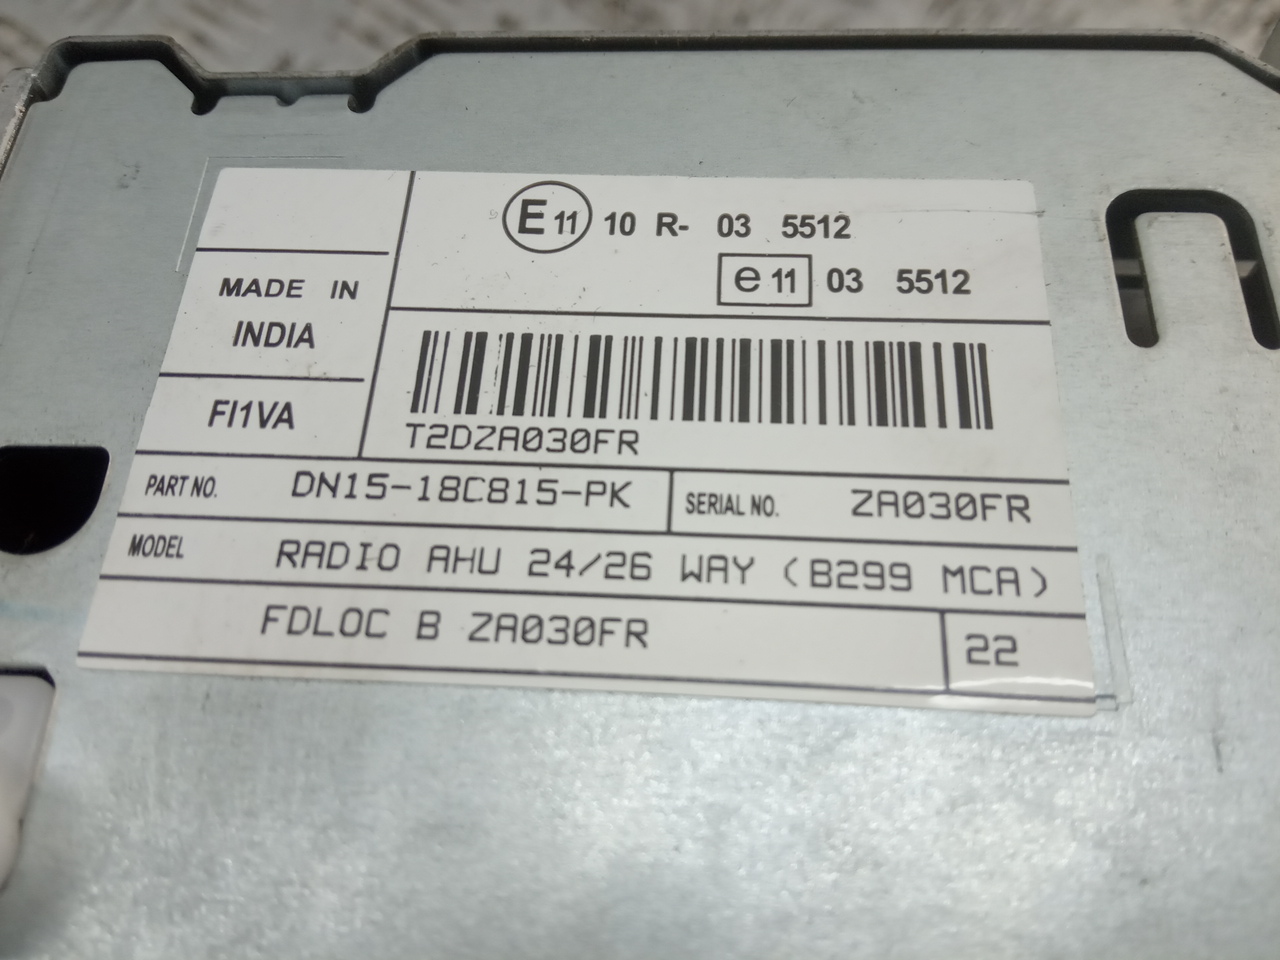 E 11 10 R- 03 5512
e 11 03 5512
MADE IN
INDIA
FI1VA
T2DZA030FR
PART NO. DN15-18C815-PK SERIAL NO. ZA030FR
MODEL RADIO AHU 24/26 WAY (B299 MCA)
FDLOC B ZA030FR 22